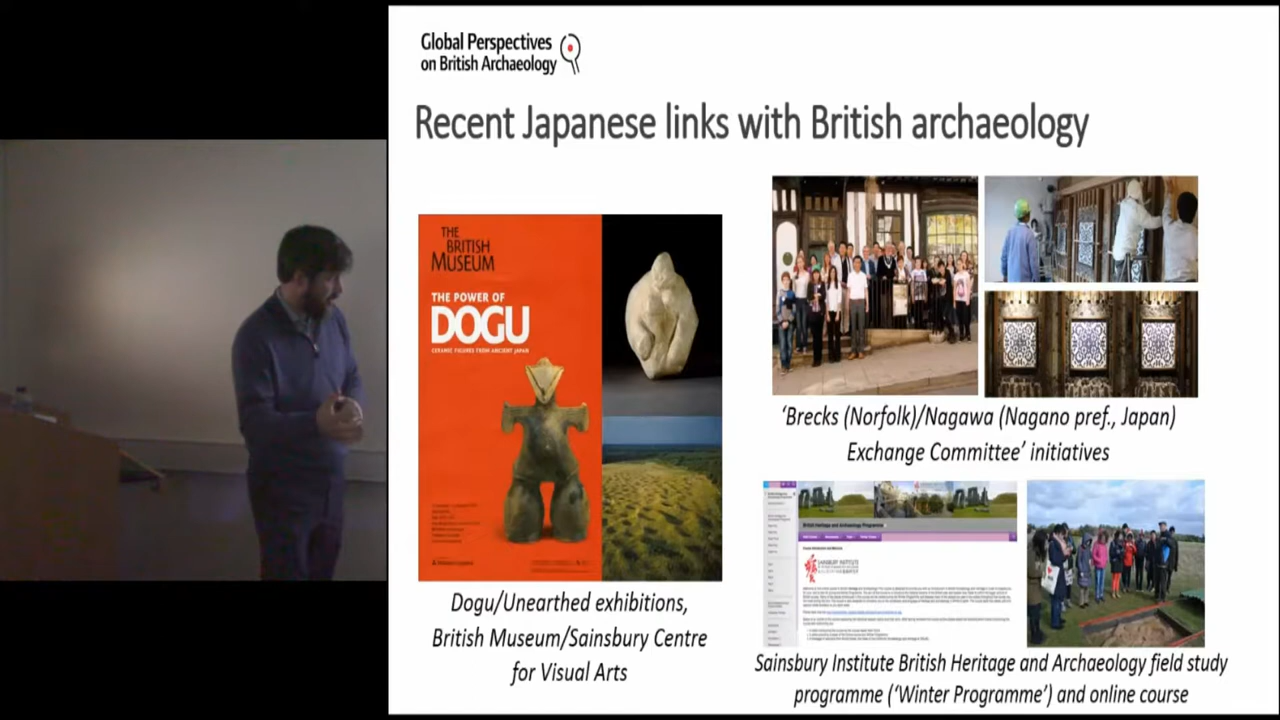 Global Perspectives
on British Archaeology
Recent Japanese links with British archaeology
THE
BRITISH
MUSEUM
THE POWER OF
DOGU
CERAMIC FIGURES FROM ANCIENT JAPAN
Dogu/Unearthed exhibitions,
British Museum/Sainsbury Centre
for Visual Arts
‘Brecks (Norfolk)/Nagawa (Nagano pref., Japan)
Exchange Committee’ initiatives
British Heritage and Archaeology Programme
SAINSBURY INSTITUTE
Sainsbury Institute British Heritage and Archaeology field study
programme (‘Winter Programme’) and online course